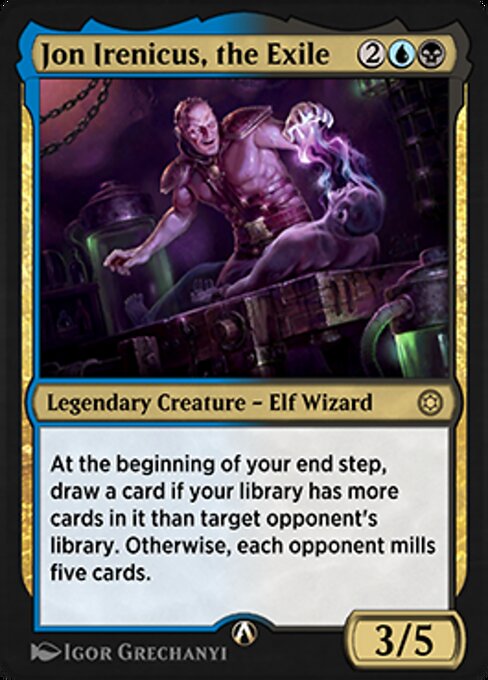 Jon Irenicus, the Exile 2
Legendary Creature – Elf Wizard
At the beginning of your end step,
draw a card if your library has more
cards in it than target opponent's
library. Otherwise, each opponent mills
five cards.
3/5
Igor Grechanyi